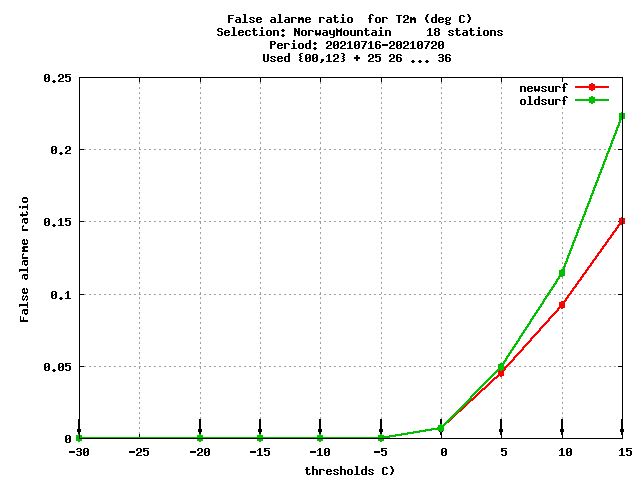 False alarme ratio  for T2m (deg C)
Selection: NorwayMountain     18 stations
Period: 20210716-20210720
Used {00,12} + 25 26 ... 36
newsurf
oldsurf
0.25
0.2
0.15
0.1
0.05
0
False alarme ratio
-30 -25 -20 -15 -10 -5 0 5 10 15
thresholds C)